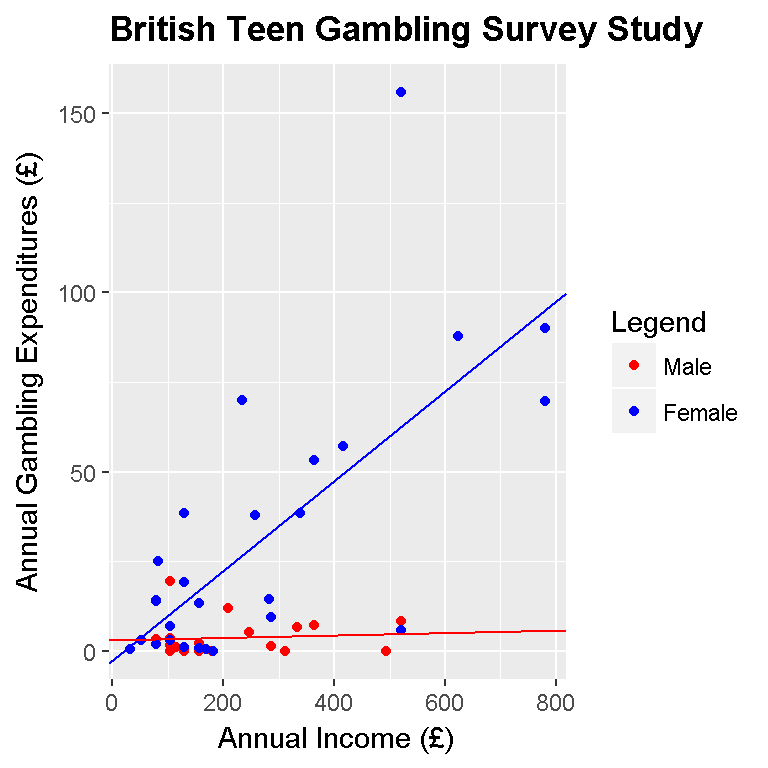 British Teen Gambling Survey Study
Annual Gambling Expenditures (£)
150
100
50
0
0 200 400 600 800
Annual Income (£)
Legend
Male
Female